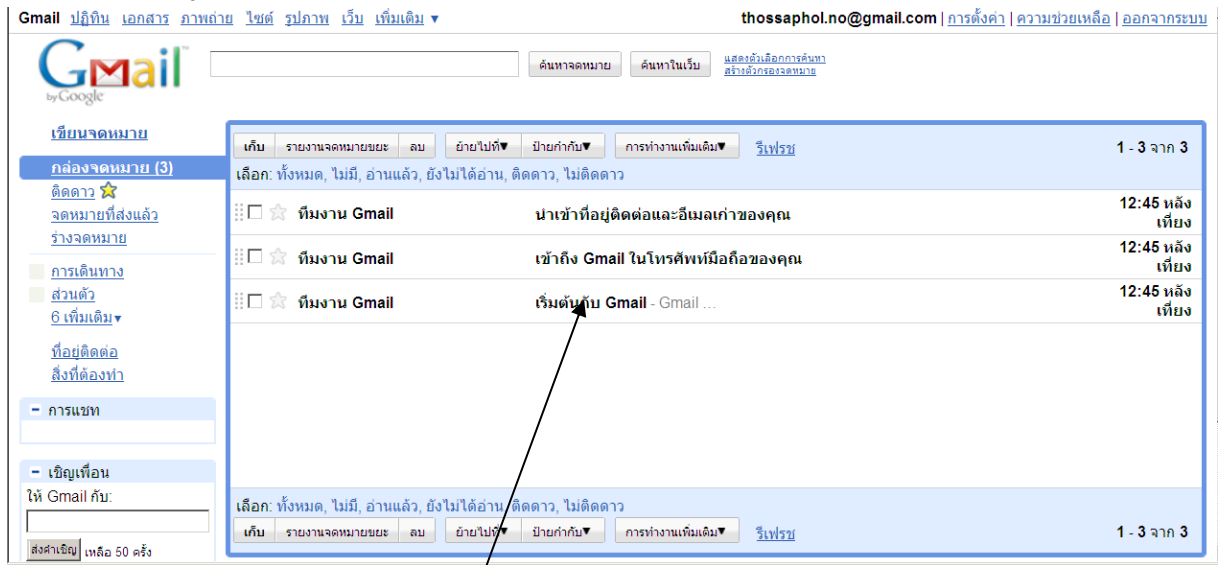 Gmail ปฏิทิน เอกสาร ภาพถ่าย ไซต์ รูปภาพ เว็บ เพิ่มเติม ▼ thossaphol.no@gmail.com | การตั้งค่า | ความช่วยเหลือ | ออกจากระบบ
Gmail™ ค้นหาจดหมาย ค้นหาในเว็บ แสดงตัวเลือกการค้นหา
สร้างตัวกรองจดหมาย
by Google
เขียนจดหมาย
กล่องจดหมาย (3)
ติดดาว
จดหมายที่ส่งแล้ว
ร่างจดหมาย
การเดินทาง
ส่วนตัว
6 เพิ่มเติม▼
ที่อยู่ติดต่อ
สิ่งที่ต้องทำ
– การแชท
– เชิญเพื่อน
ให้ Gmail กับ:
ส่งคำเชิญ เหลือ 50 ครั้ง
เก็บ รายงานจดหมายขยะ ลบ ย้ายไปที่▼ ป้ายกำกับ▼ การทำงานเพิ่มเติม▼ รีเฟรช 1 - 3 จาก 3
เลือก: ทั้งหมด, ไม่มี, อ่านแล้ว, ยังไม่ได้อ่าน, ติดดาว, ไม่ติดดาว
ทีมงาน Gmail นำเข้าที่อยู่ติดต่อและอีเมลเก่าของคุณ 12:45 หลัง
เที่ยง
ทีมงาน Gmail เข้าถึง Gmail ในโทรศัพท์มือถือของคุณ 12:45 หลัง
เที่ยง
ทีมงาน Gmail เริ่มต้นกับ Gmail - Gmail ... 12:45 หลัง
เที่ยง
เลือก: ทั้งหมด, ไม่มี, อ่านแล้ว, ยังไม่ได้อ่าน, ติดดาว, ไม่ติดดาว
เก็บ รายงานจดหมายขยะ ลบ ย้ายไปที่▼ ป้ายกำกับ▼ การทำงานเพิ่มเติม▼ รีเฟรช 1 - 3 จาก 3